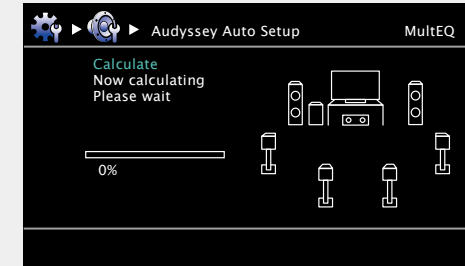 Audyssey Auto Setup MultEQ
Calculate
Now calculating
Please wait
0%